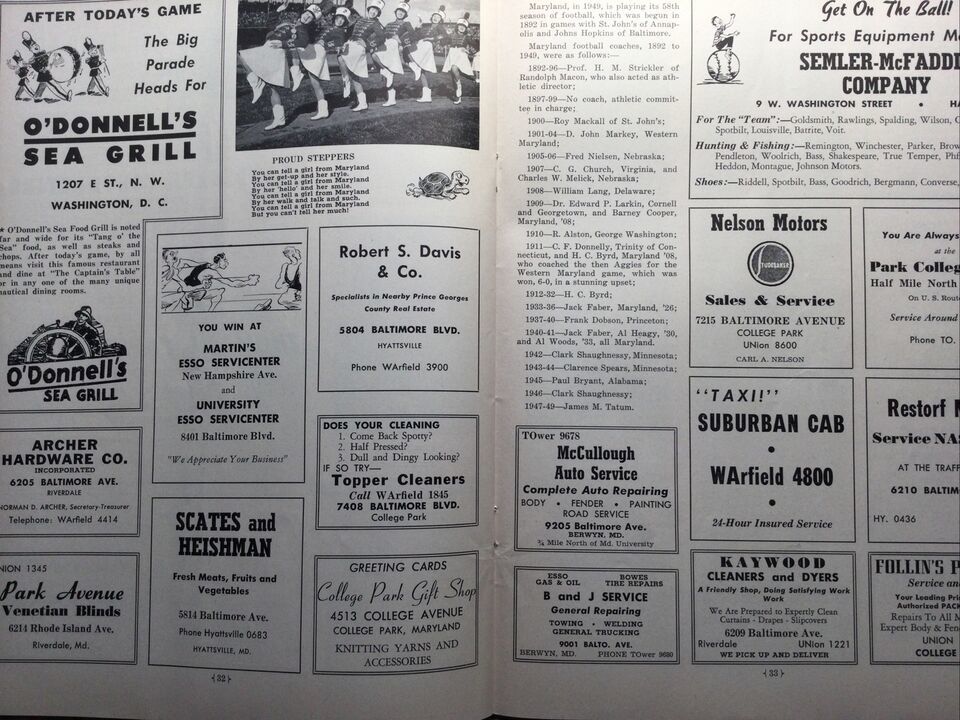 AFTER TODAY'S GAME
The Big
Parade
Heads For
O'DONNELL'S
SEA GRILL
1207 E ST., N. W.
WASHINGTON, D. C.
★ O'Donnell's Sea Food Grill is noted
far and wide for its "Tang o' the
Sea" food, as well as steaks and
chops. After today's game, by all
means visit this famous restaurant
and dine at "The Captain's Table"
or in any one of the many unique
nautical dining rooms.
O'Donnell's
SEA GRILL
ARCHER
HARDWARE CO.
INCORPORATED
6205 BALTIMORE AVE.
RIVERDALE
NORMAN D. ARCHER, Secretary-Treasurer
Telephone: WArfield 4414
UNION 1345
Park Avenue
Venetian Blinds
6214 Rhode Island Ave.
Riverdale, Md.
PROUD STEPPERS
You can tell a girl from Maryland
By her get-up and her style.
You can tell a girl from Maryland
By her 'hello' and her smile.
You can tell a girl from Maryland
By her walk and talk and such.
You can tell a girl from Maryland
But you can't tell her much!
YOU WIN AT
MARTIN'S
ESSO SERVICENTER
New Hampshire Ave.
and
UNIVERSITY
ESSO SERVICENTER
8401 Baltimore Blvd.
"We Appreciate Your Business"
SCATES and
HEISHMAN
Fresh Meats, Fruits and
Vegetables
5814 Baltimore Ave.
Phone Hyattsville 0683
HYATTSVILLE, MD.
Robert S. Davis
& Co.
Specialists in Nearby Prince Georges
County Real Estate
5804 BALTIMORE BLVD.
HYATTSVILLE
Phone WArfield 3900
DOES YOUR CLEANING
1. Come Back Spotty?
2. Half Pressed?
3. Dull and Dingy Looking?
IF SO TRY—
Topper Cleaners
Call WArfield 1845
7408 BALTIMORE BLVD.
College Park
GREETING CARDS
College Park Gift Shop
4513 COLLEGE AVENUE
COLLEGE PARK, MARYLAND
KNITTING YARNS AND
ACCESSORIES
32
Maryland, in 1949, is playing its 58th
season of football, which was begun in
1892 in games with St. John's of Annap-
olis and Johns Hopkins of Baltimore.
Maryland football coaches, 1892 to
1949, were as follows:—
1892-96—Prof. H. M. Strickler of
Randolph Macon, who also acted as ath-
letic director;
1897-99—No coach, athletic commit-
tee in charge;
1900—Roy Mackall of St. John's;
1901-04—D. John Markey, Western
Maryland;
1905-06—Fred Nielsen, Nebraska;
1907—C. G. Church, Virginia, and
Charles W. Melick, Nebraska;
1908—William Lang, Delaware;
1909—Dr. Edward P. Larkin, Cornell
and Georgetown, and Barney Cooper,
Maryland, '08;
1910—R. Alston, George Washington;
1911—C. F. Donnelly, Trinity of Con-
necticut, and H. C. Byrd, Maryland '08,
who coached the then Aggies for the
Western Maryland game, which was
won, 6-0, in a stunning upset;
1912-32—H. C. Byrd;
1933-36—Jack Faber, Maryland, '26;
1937-40—Frank Dobson, Princeton;
1940-41—Jack Faber, Al Heagy, '30,
and Al Woods, '33, all Maryland.
1942—Clark Shaughnessy, Minnesota;
1943-44—Clarence Spears, Minnesota;
1945—Paul Bryant, Alabama;
1946—Clark Shaughnessy;
1947-49—James M. Tatum.
TOwer 9678
McCullough
Auto Service
Complete Auto Repairing
BODY • FENDER • PAINTING
ROAD SERVICE
9205 Baltimore Ave.
BERWYN, MD.
¾ Mile North of Md. University
ESSO
GAS & OIL
BOWES
TIRE REPAIRS
B and J SERVICE
General Repairing
TOWING • WELDING
GENERAL TRUCKING
9001 BALTO. AVE.
BERWYN, MD. PHONE TOwer 9680
Get On The Ball!
For Sports Equipment
SEMLER-McFADD
COMPANY
9 W. WASHINGTON STREET •
For The "Team":—Goldsmith, Rawlings, Spalding, Wilson,
Spotbilt, Louisville, Batrite, Voit.
Hunting & Fishing:—Remington, Winchester, Parker,
Pendleton, Woolrich, Bass, Shakespeare, True Temper,
Heddon, Montague, Johnson Motors.
Shoes:—Riddell, Spotbilt, Bass, Goodrich, Bergmann, Converse,
Nelson Motors
STUDEBAKER
Sales & Service
7215 BALTIMORE AVENUE
COLLEGE PARK
UNion 8600
CARL A. NELSON
"TAXI!"
SUBURBAN CAB
•
WArfield 4800
•
24-Hour Insured Service
KAYWOOD
CLEANERS and DYERS
A Friendly Shop, Doing Satisfying Work
Work
We Are Prepared to Expertly Clean
Curtains - Drapes - Slipcovers
6209 Baltimore Ave.
Riverdale UNion 1221
WE PICK UP AND DELIVER
You Are Always
at the
Park Colleg
Half Mile North
On U. S. Rout
Service Around
Phone TO.
Restorf M
Service NA
AT THE TRAFF
6210 BALTIM
HY. 0436
FOLLIN'S P
Service an
Your Leading
Authorized PACK
Repairs To All M
Expert Body & Fen
UNION
COLLEGE
33